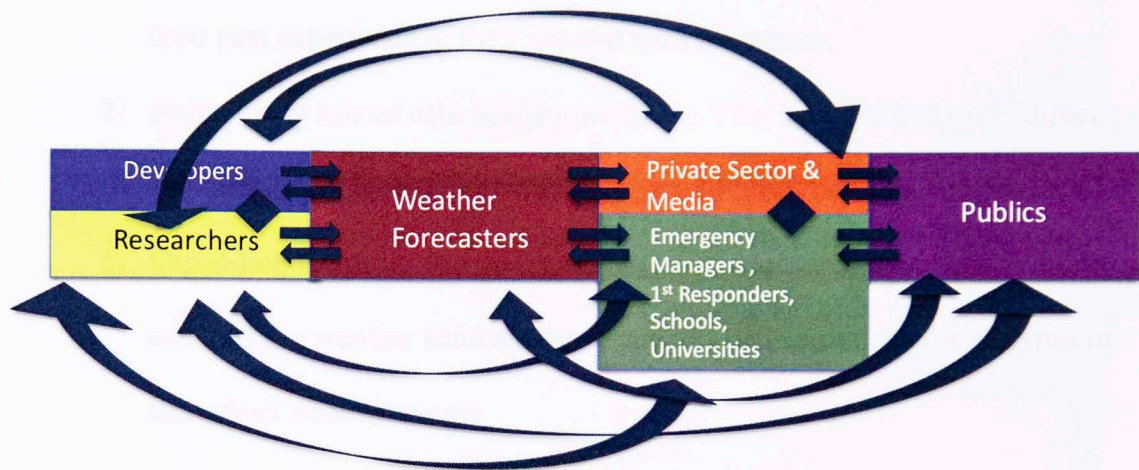 Developers
Researchers
Weather
Forecasters
Private Sector &
Media
Emergency
Managers ,
1st Responders,
Schools,
Universities
Publics